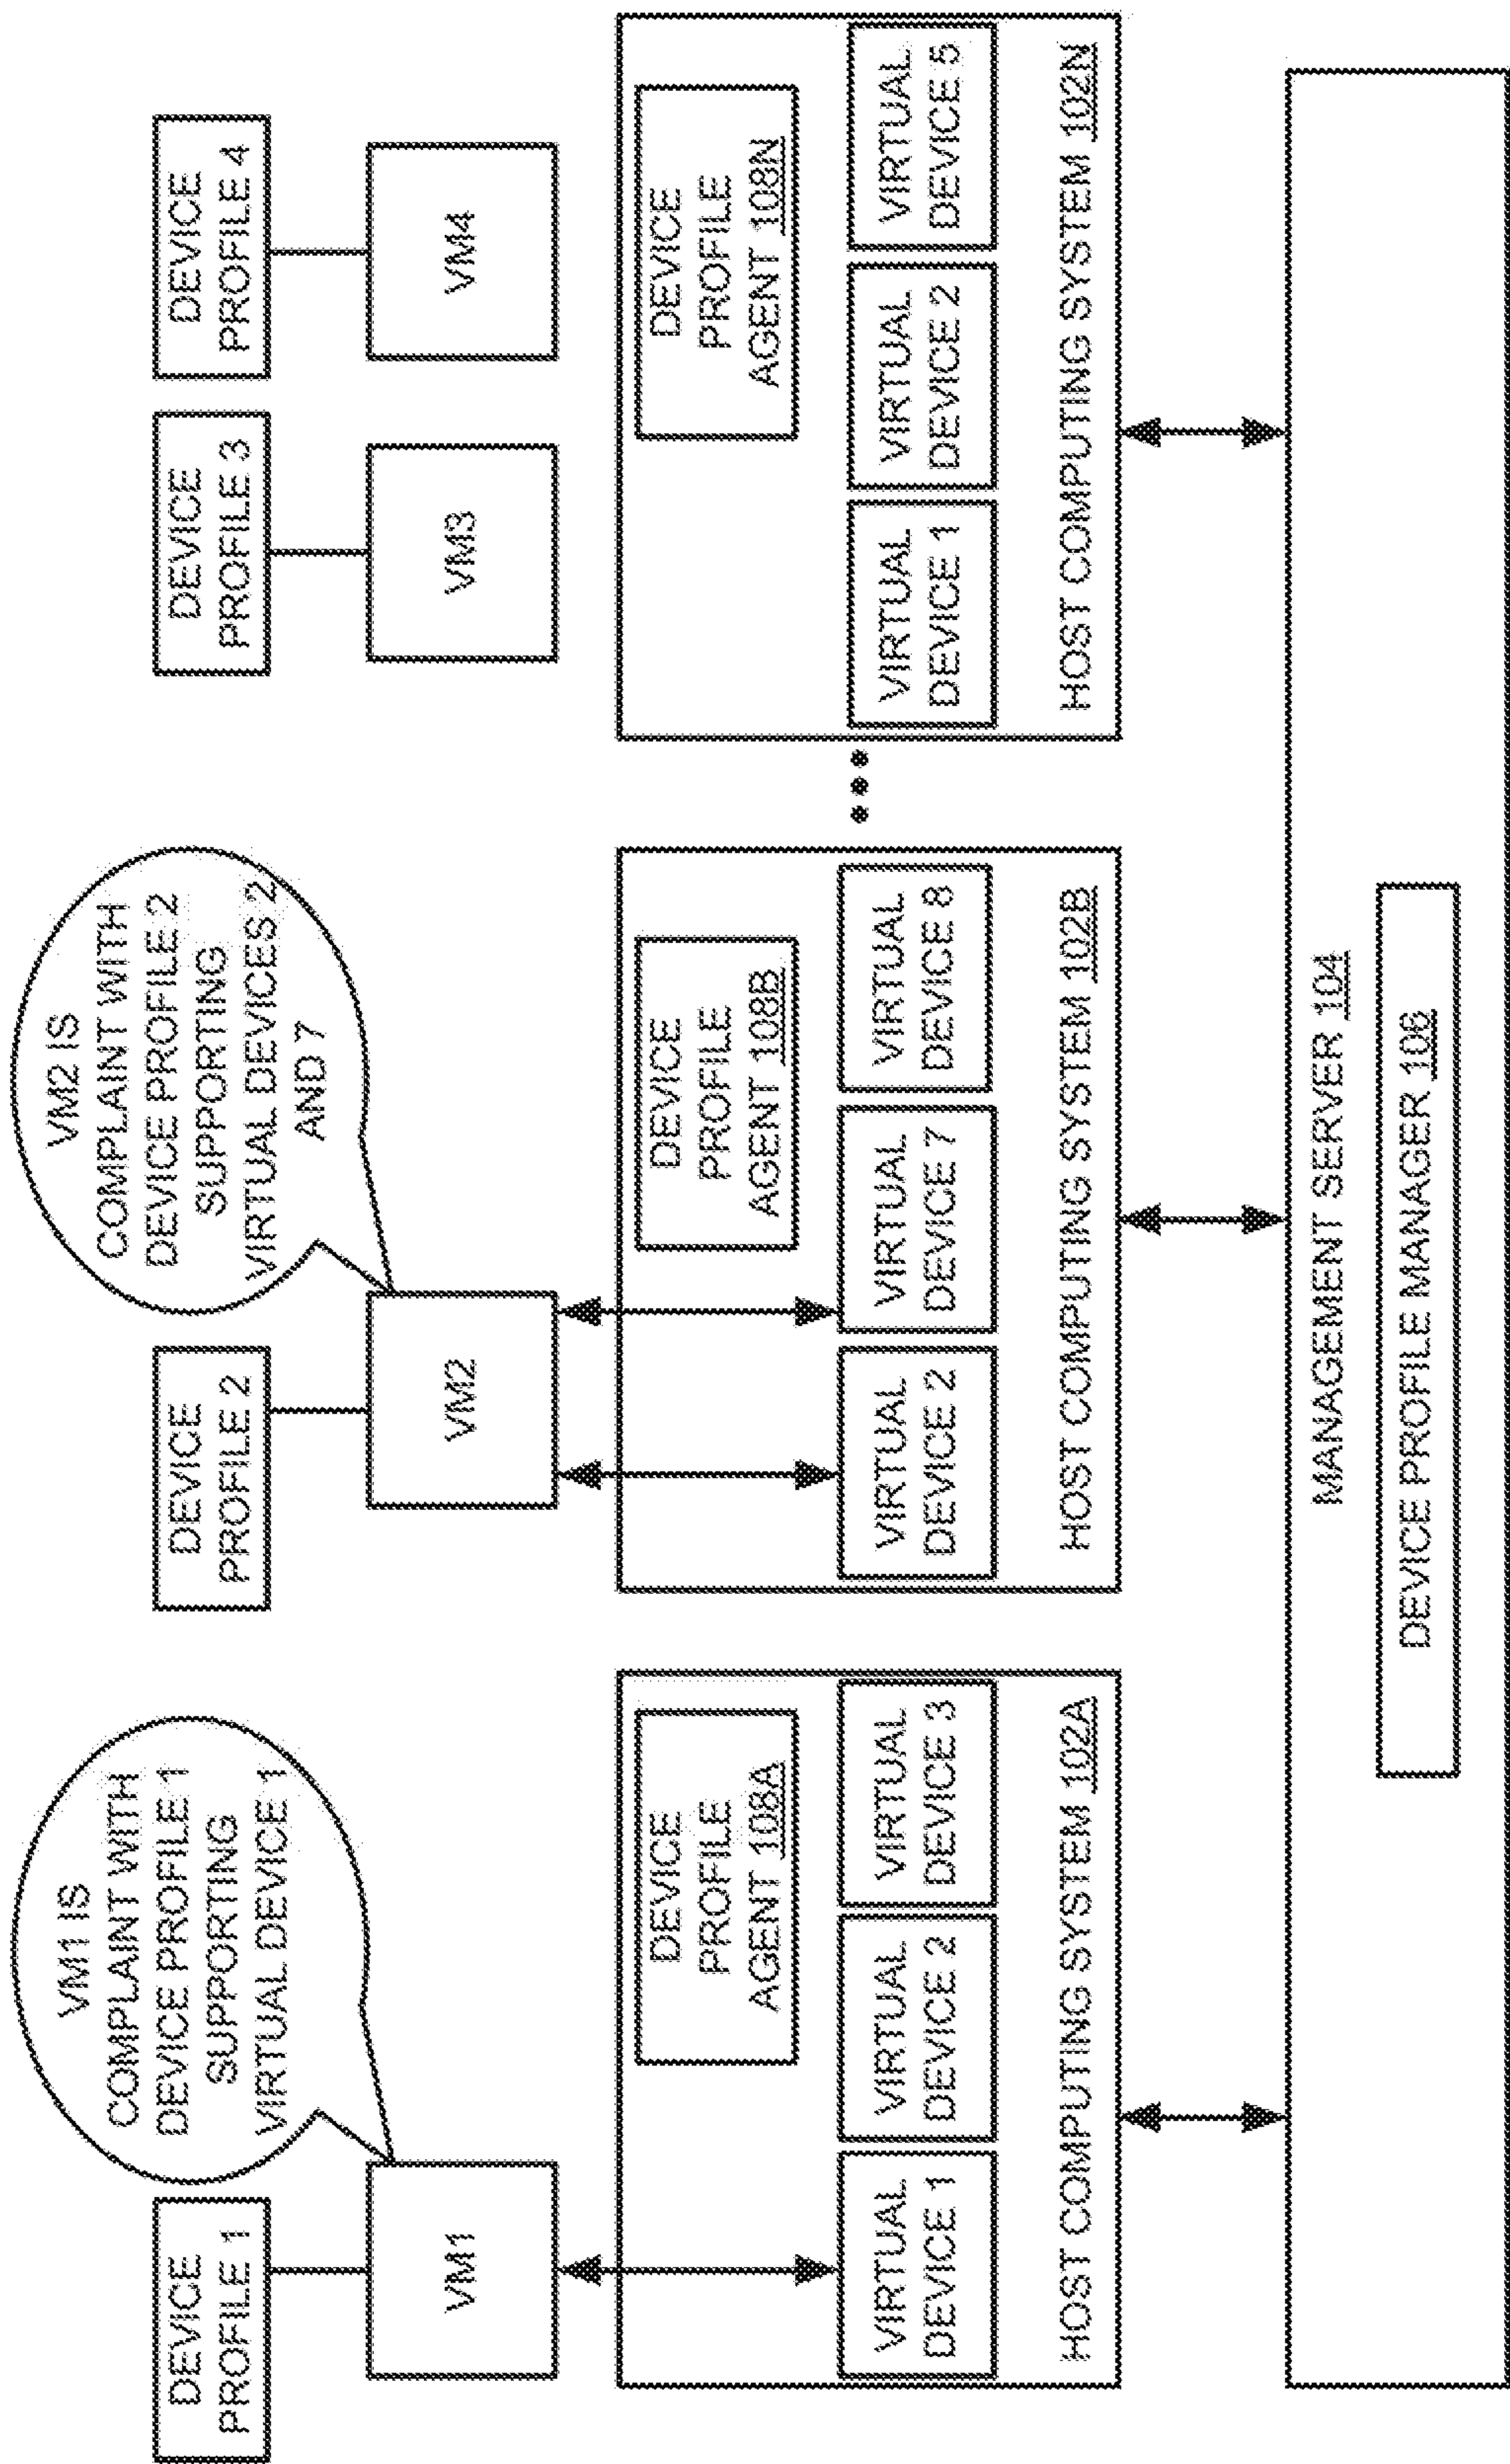 DEVICE
PROFILE 1
VM1 IS
COMPLAINT WITH
DEVICE PROFILE 1
SUPPORTING
VIRTUAL DEVICE 1
VM1
DEVICE
PROFILE 2
VM2 IS
COMPLAINT WITH
DEVICE PROFILE 2
SUPPORTING
VIRTUAL DEVICES 2
AND 7
VM2
DEVICE
PROFILE 3
VM3
DEVICE
PROFILE 4
VM4
DEVICE
PROFILE
AGENT 108A
VIRTUAL
DEVICE 1
VIRTUAL
DEVICE 2
VIRTUAL
DEVICE 3
HOST COMPUTING SYSTEM 102A
DEVICE
PROFILE
AGENT 108B
VIRTUAL
DEVICE 2
VIRTUAL
DEVICE 7
VIRTUAL
DEVICE 8
HOST COMPUTING SYSTEM 102B
DEVICE
PROFILE
AGENT 108N
VIRTUAL
DEVICE 1
VIRTUAL
DEVICE 2
VIRTUAL
DEVICE 5
HOST COMPUTING SYSTEM 102N
MANAGEMENT SERVER 104
DEVICE PROFILE MANAGER 106